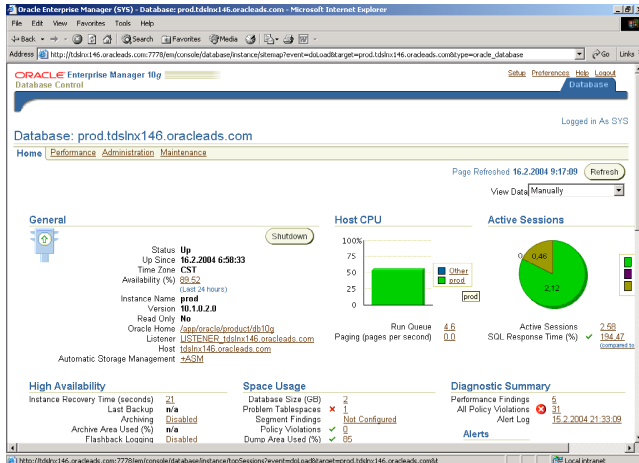 Oracle Enterprise Manager (SYS) - Database: prod.tdslnx146.oracleads.com - Microsoft Internet Explorer
File Edit View Favorites Tools Help
Back Search Favorites Media
Address http://tdslnx146.oracleads.com:7778/em/console/database/instance/sitemap?event=doLoad&target=prod.tdslnx146.oracleads.com&type=oracle_database Go Links
ORACLE Enterprise Manager 10g
Database Control
Setup Preferences Help Logout
Database
Logged in As SYS
Database: prod.tdslnx146.oracleads.com
Home Performance Administration Maintenance
Page Refreshed 16.2.2004 9:17:09 Refresh
View Data Manually
General
Shutdown
Status Up
Up Since 16.2.2004 6:58:33
Time Zone CST
Availability (%) 89.52
(Last 24 hours)
Instance Name prod
Version 10.1.0.2.0
Read Only No
Oracle Home /app/oracle/product/db10g
Listener LISTENER_tdslnx146.oracleads.com
Host tdslnx146.oracleads.com
Automatic Storage Management +ASM
Host CPU
100%
75
50
25
0
Other
prod
prod
Run Queue 4.6
Paging (pages per second) 0.0
Active Sessions
0 0,46
2,12
Active Sessions 2.58
SQL Response Time (%) 194.47
(compared to
High Availability
Instance Recovery Time (seconds) 21
Last Backup n/a
Archiving Disabled
Archive Area Used (%) n/a
Flashback Logging Disabled
Space Usage
Database Size (GB) 2
Problem Tablespaces 1
Segment Findings Not Configured
Policy Violations 0
Dump Area Used (%) 85
Diagnostic Summary
Performance Findings 5
All Policy Violations 31
Alert Log 15.2.2004 21:33:09
Alerts
http://tdslnx146.oracleads.com:7778/em/console/database/instance/topSessions?event=doLoad&target=prod.tdslnx146.oracleads.com&t
Local intranet